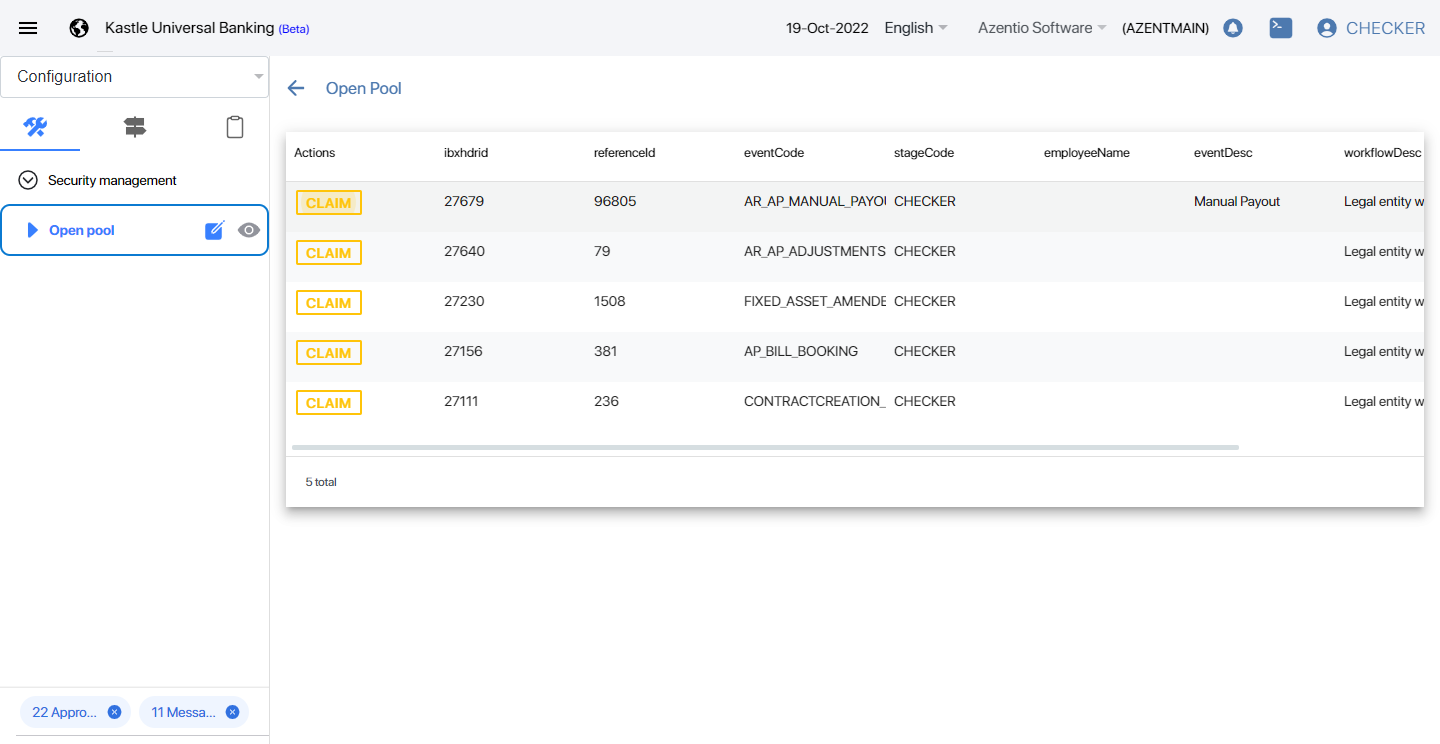 Kastle Universal Banking (Beta)
19-Oct-2022 English Azentio Software (AZENTMAIN) CHECKER
Configuration
Security management
Open pool
22 Appro...
11 Messa...
Open Pool
Actions ibxhdrid referenceId eventCode stageCode employeeName eventDesc workflowDesc
CLAIM 27679 96805 AR_AP_MANUAL_PAYOU CHECKER Manual Payout Legal entity w
CLAIM 27640 79 AR_AP_ADJUSTMENTS CHECKER Legal entity w
CLAIM 27230 1508 FIXED_ASSET_AMENDE CHECKER Legal entity w
CLAIM 27156 381 AP_BILL_BOOKING CHECKER Legal entity w
CLAIM 27111 236 CONTRACTCREATION_ CHECKER Legal entity w
5 total